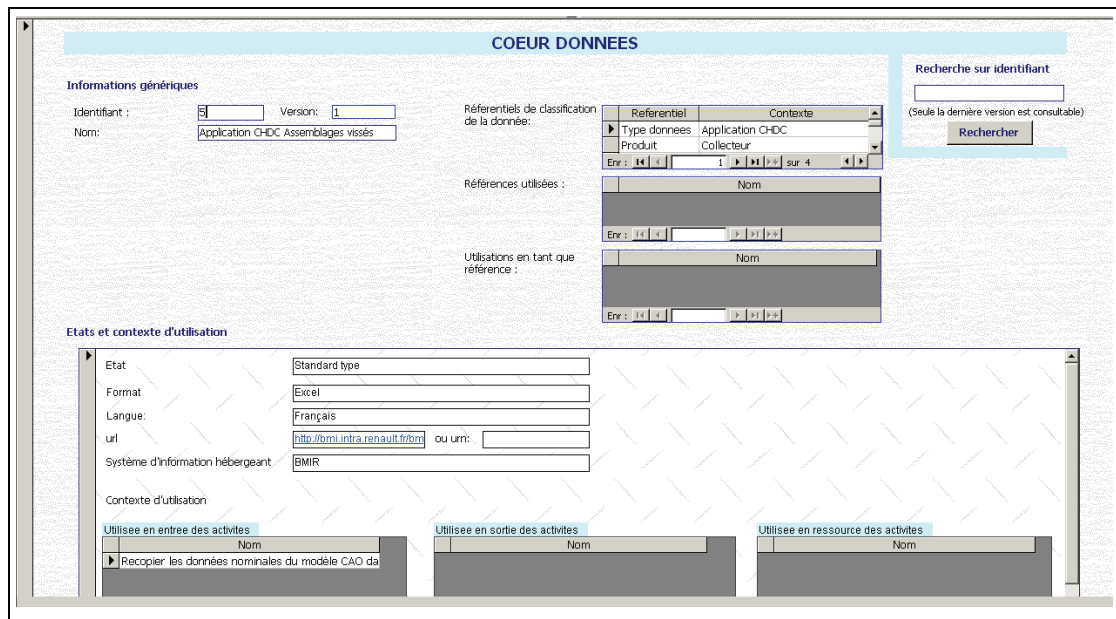 COEUR DONNEES
Informations génériques
Identifiant : 5 Version: 1
Nom: Application CHDC Assemblages vissés
Réferentiels de classification
de la donnée:
Referentiel Contexte
Type donnees Application CHDC
Produit Collecteur
Enr : 1 sur 4
Références utilisées :
Nom
Enr :
Utilisations en tant que
référence :
Nom
Enr :
Recherche sur identifiant
(Seule la dernière version est consultable)
Rechercher
Etats et contexte d'utilisation
Etat Standard type
Format Excel
Langue: Français
url http://bmi.intra.renault.fr/bm ou urn:
Système d'information hébergeant BMIR
Contexte d'utilisation
Utilisee en entree des activites
Nom
Recopier les données nominales du modèle CAO da
Utilisee en sortie des activites
Nom
Utilisee en ressource des activites
Nom